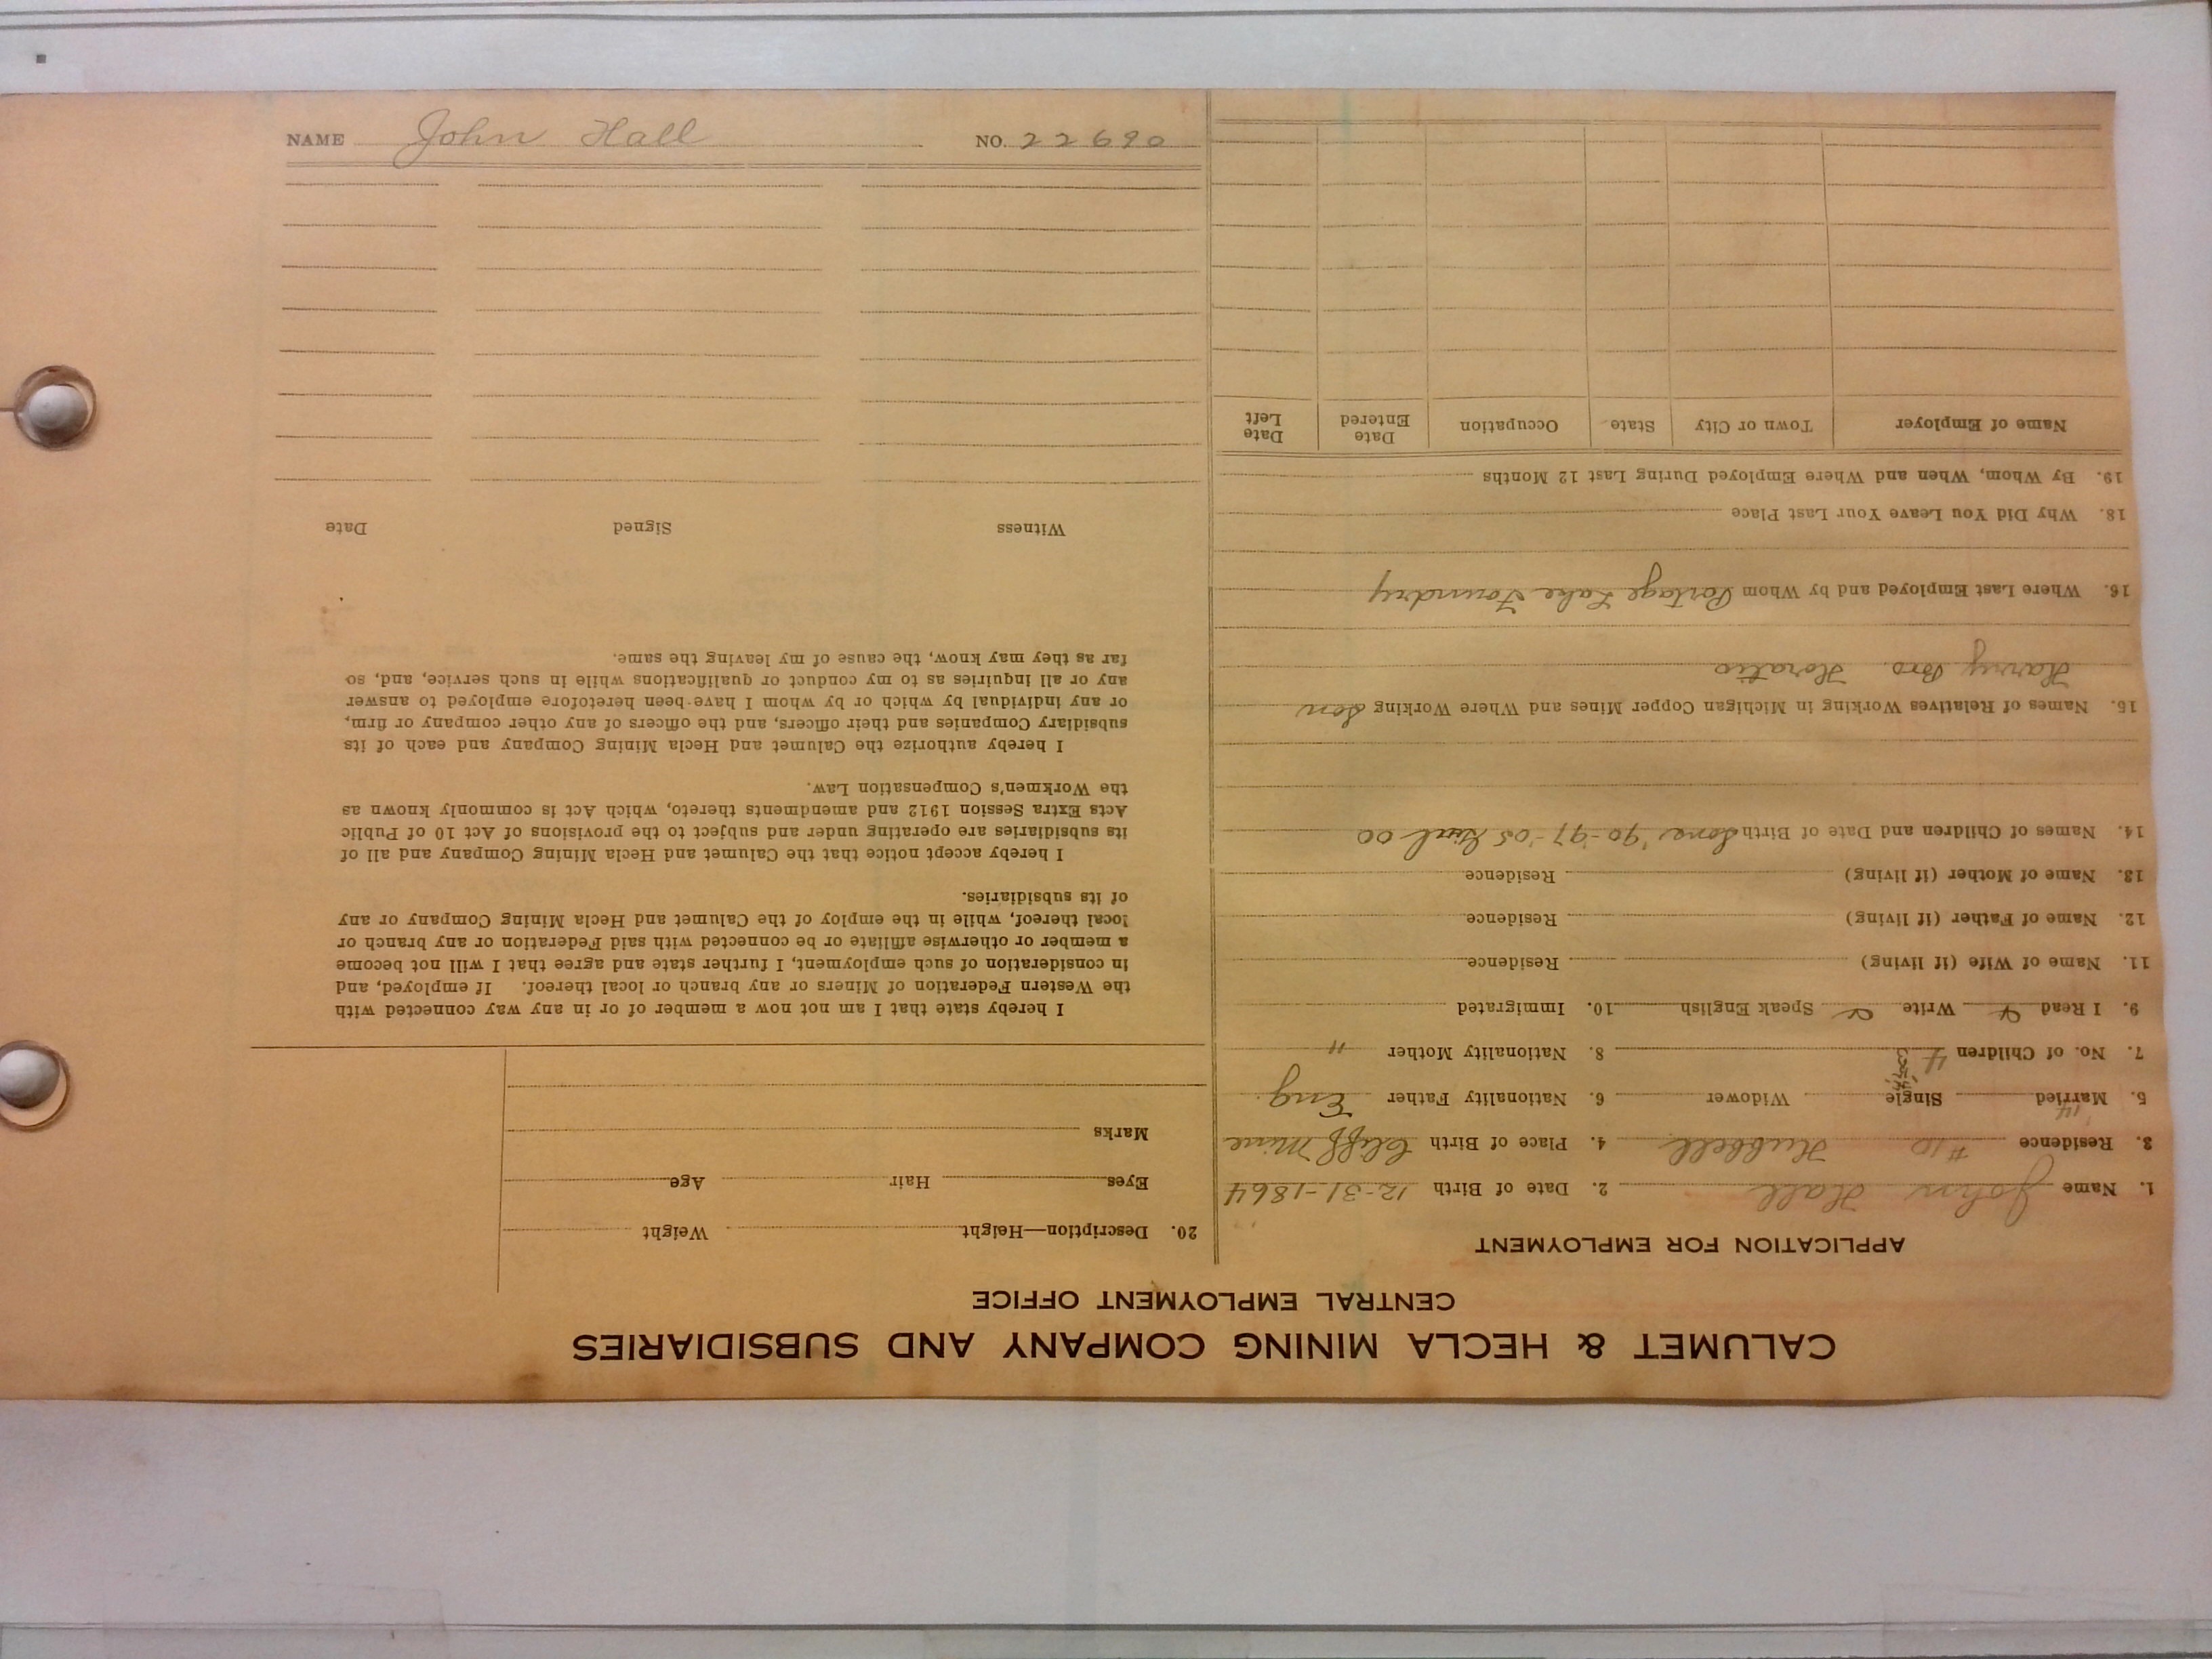 CALUMET & HECLA MINING COMPANY AND SUBSIDIARIES
CENTRAL EMPLOYMENT OFFICE
APPLICATION FOR EMPLOYMENT
1. Name John Hall 2. Date of Birth 12-31-1864
3. Residence #10 Hubbell 4. Place of Birth Cliff Mine
5. Married Single Widower 6. Nationality Father Eng
7. No. of Children 4 8. Nationality Mother "
9. I Read Write Speak English 10. Immigrated
11. Name of Wife (if living) Residence
12. Name of Father (if living) Residence
13. Name of Mother (if living) Residence
14. Names of Children and Date of Birth Sons '90-'97-'05 Girl 00
15. Names of Relatives Working in Michigan Copper Mines and Where Working Son
Harry Bro. Horatio
16. Where Last Employed and by Whom Portage Lake Foundry
18. Why Did You Leave Your Last Place
19. By Whom, When and Where Employed During Last 12 Months
Name of Employer Town or City State Occupation Date Entered Date Left
20. Description—Height Weight
Eyes Hair Age
Marks
I hereby state that I am not now a member of or in any way connected with
the Western Federation of Miners or any branch or local thereof. If employed, and
in consideration of such employment, I further state and agree that I will not become
a member or otherwise affiliate or be connected with said Federation or any branch or
local thereof, while in the employ of the Calumet and Hecla Mining Company or any
of its subsidiaries.
I hereby accept notice that the Calumet and Hecla Mining Company and all of
its subsidiaries are operating under and subject to the provisions of Act 10 of Public
Acts Extra Session 1912 and amendments thereto, which Act is commonly known as
the Workmen's Compensation Law.
I hereby authorize the Calumet and Hecla Mining Company and each of its
subsidiary Companies and their officers, and the officers of any other company or firm,
or any individual by which or by whom I have been heretofore employed to answer
any or all inquiries as to my conduct or qualifications while in such service, and, so
far as they may know, the cause of my leaving the same.
Witness Signed Date
NAME John Hall NO. 22690